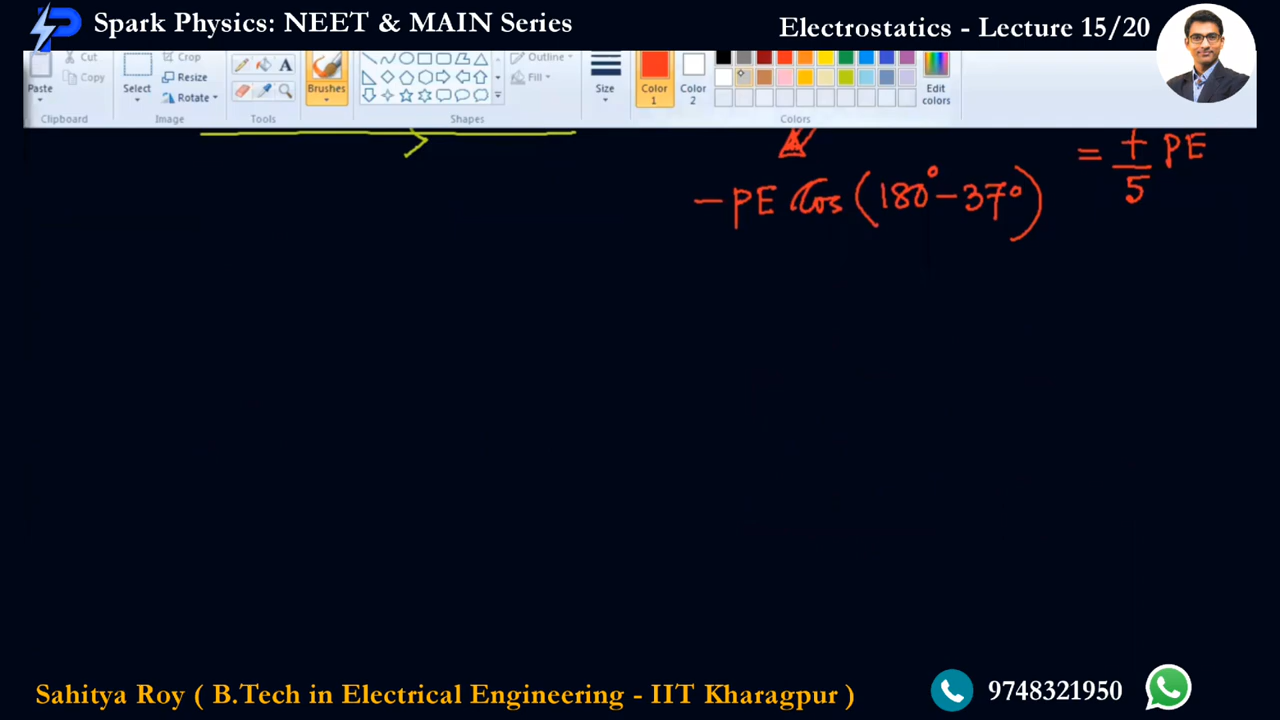 Spark Physics: NEET & MAIN Series
Electrostatics - Lecture 15/20
Cut
Copy
Paste
Clipboard
Select
Crop
Resize
Rotate
Image
Tools
Brushes
Outline
Fill
Shapes
Size
Color 1
Color 2
Edit colors
Colors
- PE Cos (180° - 37°)
= 7/5 PE
Sahitya Roy ( B.Tech in Electrical Engineering - IIT Kharagpur )
9748321950